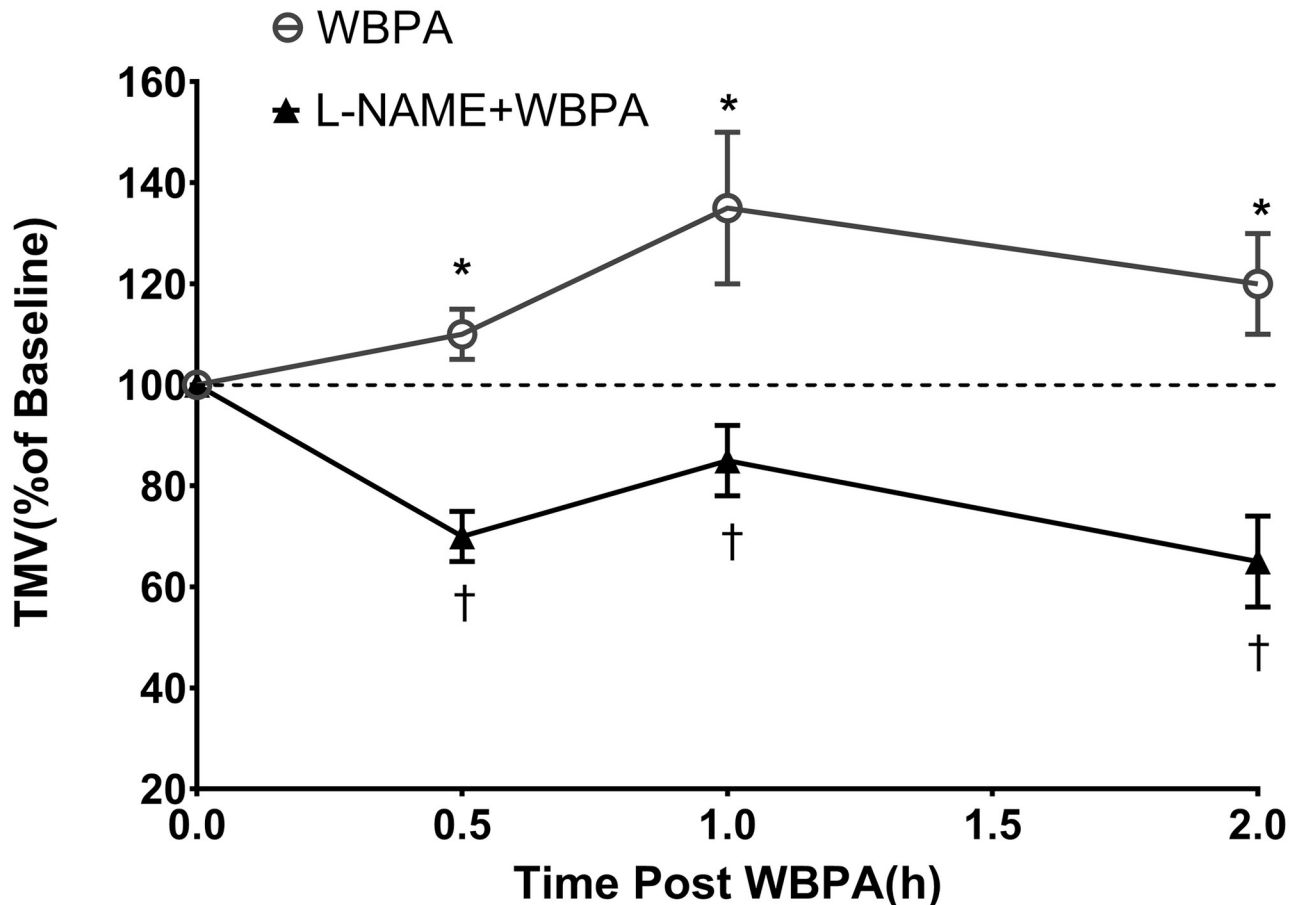 WBPA
L-NAME+WBPA
TMV(%of Baseline)
160
*
140
*
*
120
100
80
†
†
60
†
40
20
0.0 0.5 1.0 1.5 2.0
Time Post WBPA(h)